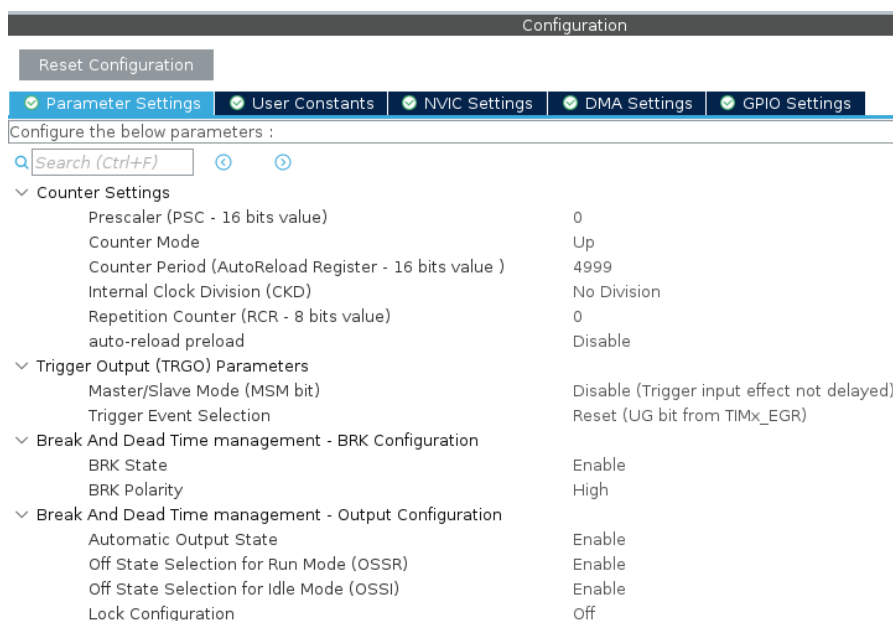 Configuration
Reset Configuration
Parameter Settings User Constants NVIC Settings DMA Settings GPIO Settings
Configure the below parameters :
Search (Ctrl+F)
Counter Settings
Prescaler (PSC - 16 bits value) 0
Counter Mode Up
Counter Period (AutoReload Register - 16 bits value ) 4999
Internal Clock Division (CKD) No Division
Repetition Counter (RCR - 8 bits value) 0
auto-reload preload Disable
Trigger Output (TRGO) Parameters
Master/Slave Mode (MSM bit) Disable (Trigger input effect not delayed)
Trigger Event Selection Reset (UG bit from TIMx_EGR)
Break And Dead Time management - BRK Configuration
BRK State Enable
BRK Polarity High
Break And Dead Time management - Output Configuration
Automatic Output State Enable
Off State Selection for Run Mode (OSSR) Enable
Off State Selection for Idle Mode (OSSI) Enable
Lock Configuration Off